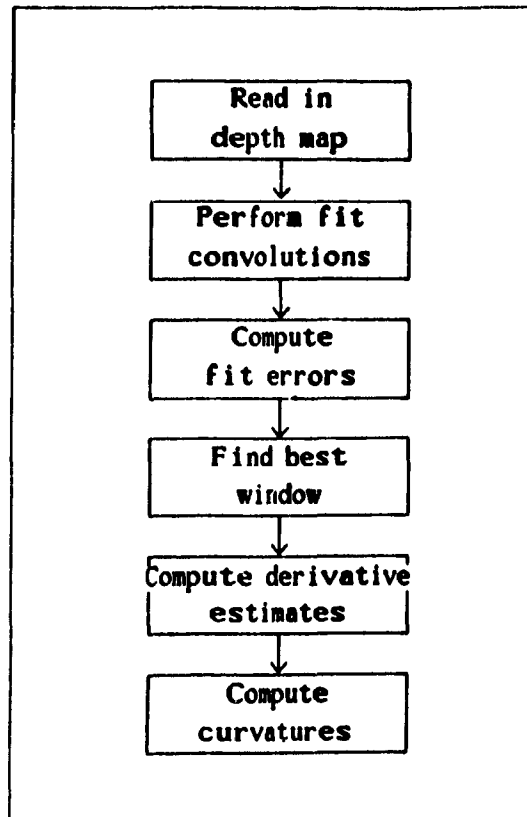 Read in
depth map
Perform fit
convolutions
Compute
fit errors
Find best
window
Compute derivative
estimates
Compute
curvatures